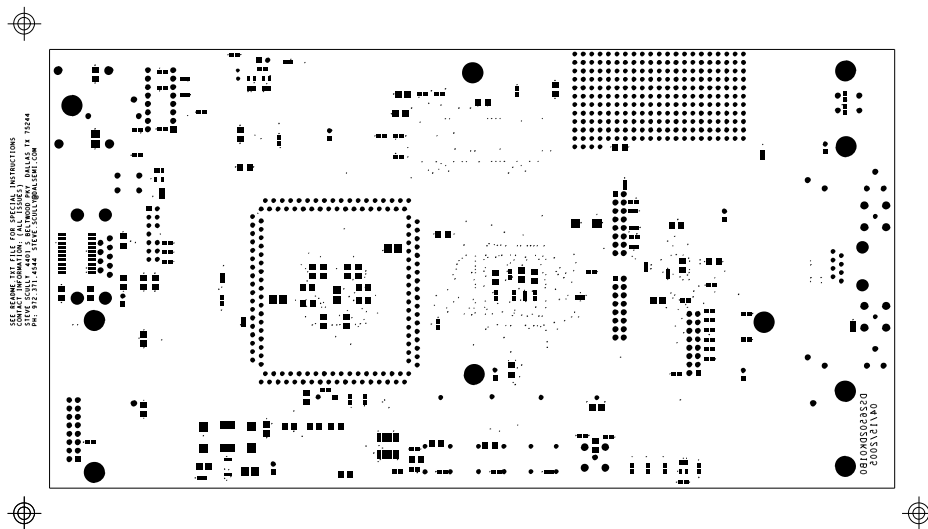 SEE README.TXT FILE FOR SPECIAL INSTRUCTIONS
CONTACT INFORMATION: (ALL ISSUES)
STEVE SCULLY 4401 S BELTWOOD PKY DALLAS TX 75244
PH: 972.371.4544 STEVE.SCULLY@DALSEMI.COM
04/15/2005
DS26502DK01B0